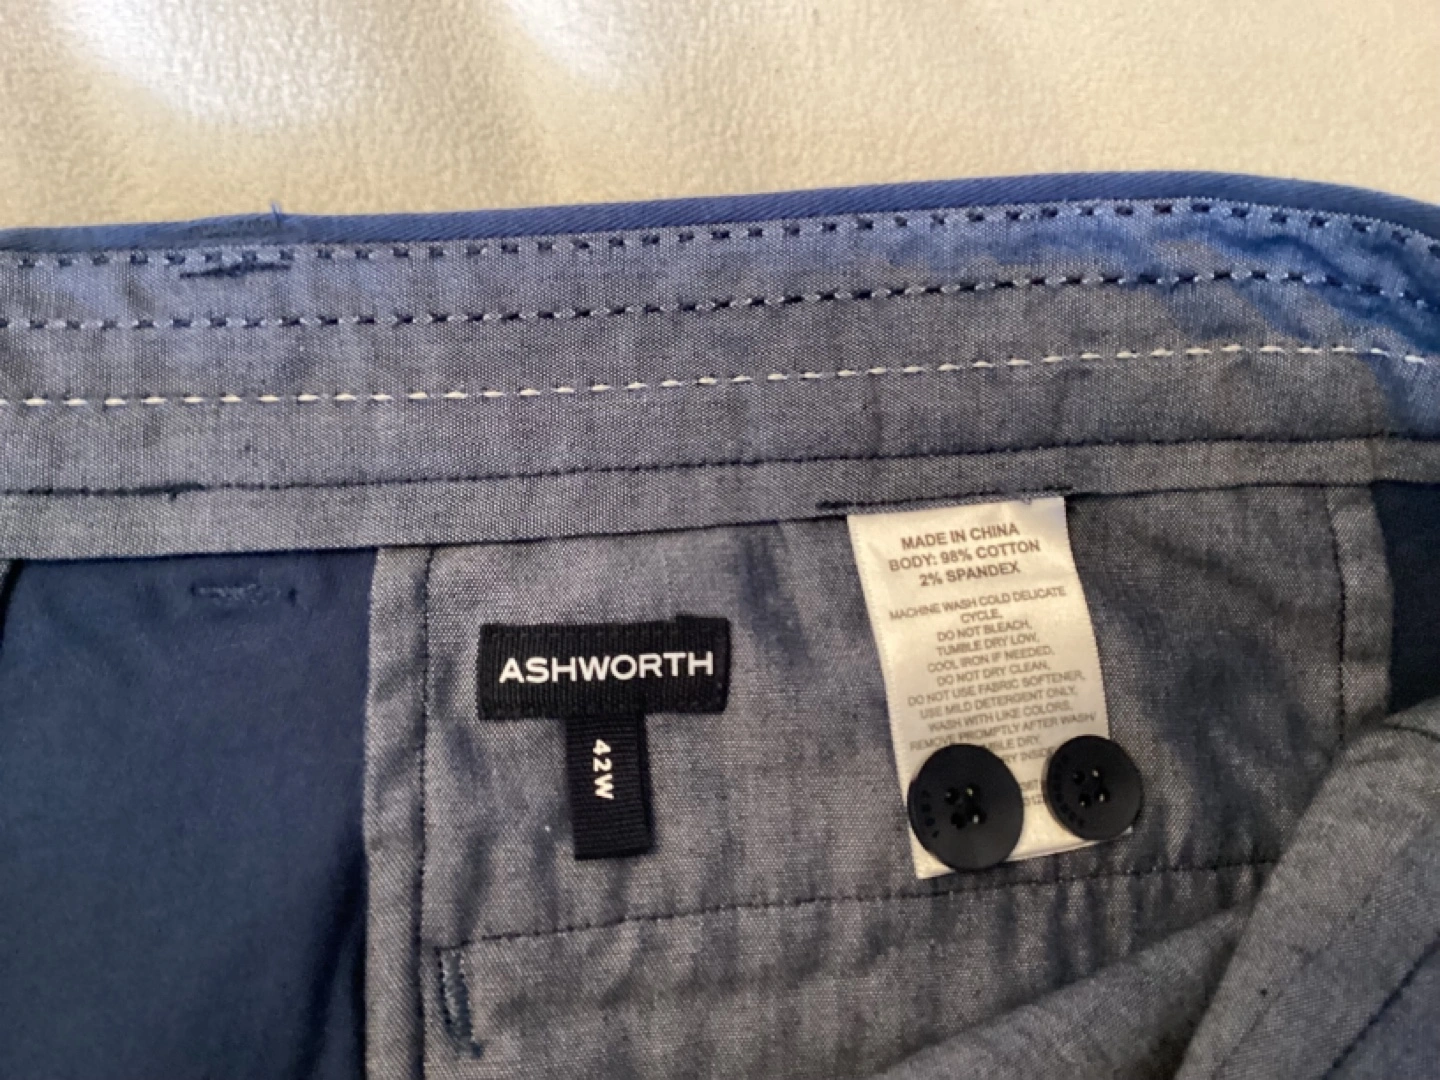 MADE IN CHINA
BODY: 98% COTTON
2% SPANDEX
MACHINE WASH COLD DELICATE
CYCLE,
DO NOT BLEACH,
TUMBLE DRY LOW,
COOL IRON IF NEEDED,
DO NOT DRY CLEAN,
DO NOT USE FABRIC SOFTENER,
USE MILD DETERGENT ONLY,
WASH WITH LIKE COLORS,
REMOVE PROMPTLY AFTER WASH/
DRY,
ASHWORTH
42W